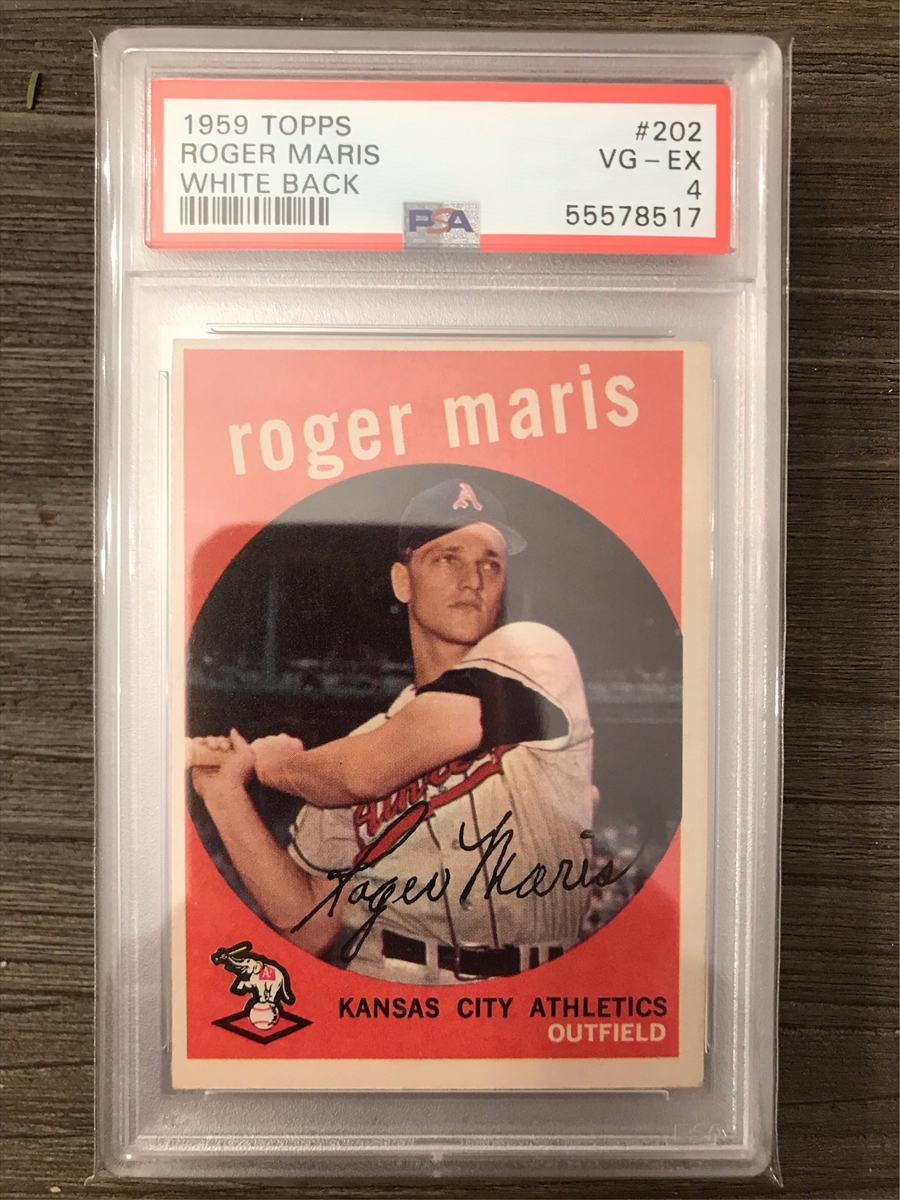 1959 TOPPS #202
ROGER MARIS VG - EX
WHITE BACK 4
PSA 55578517
roger maris
A
Athletics
Roger Maris
A's
KANSAS CITY ATHLETICS
OUTFIELD